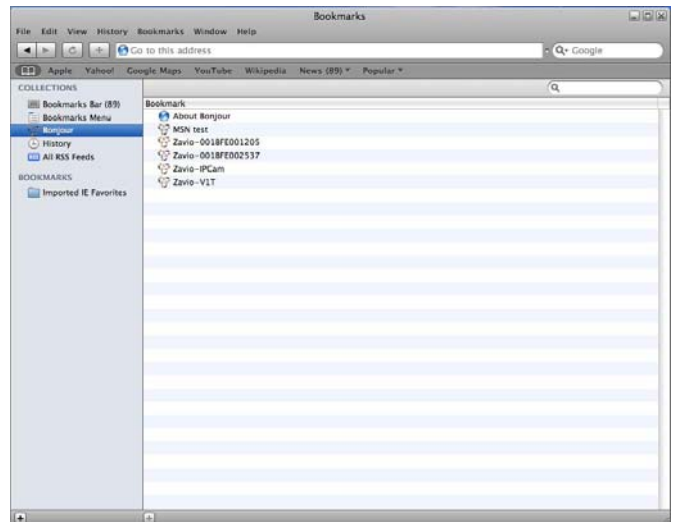 Bookmarks
File Edit View History Bookmarks Window Help
Go to this address
Google
Apple Yahoo! Google Maps YouTube Wikipedia News (89) Popular
COLLECTIONS
Bookmarks Bar (89)
Bookmarks Menu
Bonjour
History
All RSS Feeds
BOOKMARKS
Imported IE Favorites
Bookmark
About Bonjour
MSN test
Zavio-0018FE001205
Zavio-0018FE002537
Zavio-IPCam
Zavio-V1T